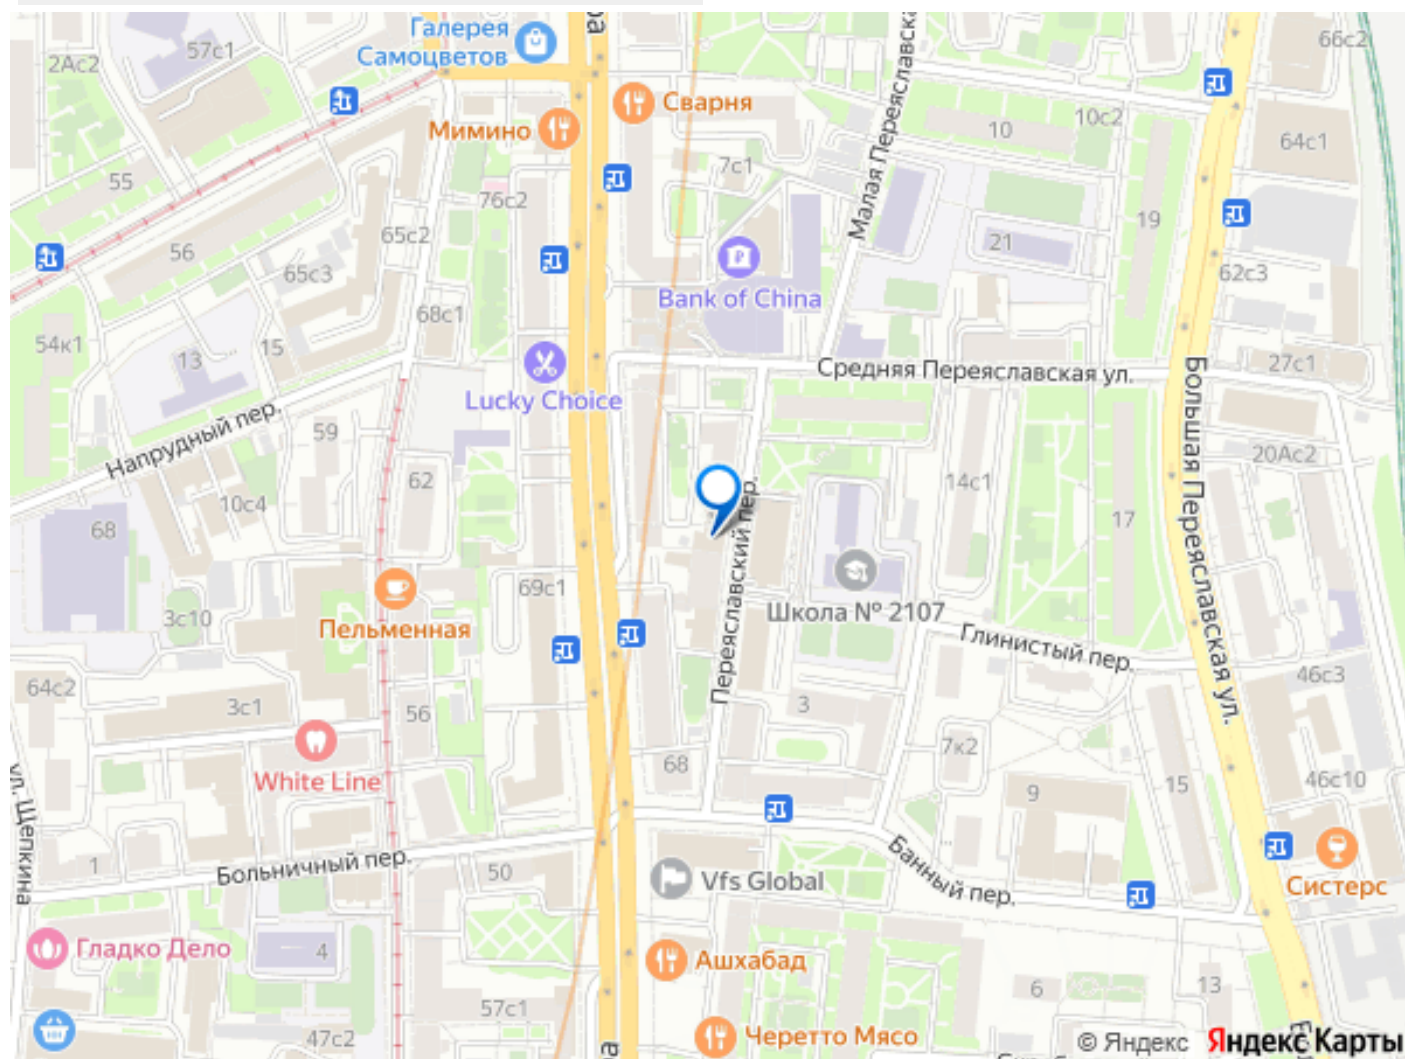 Галерея
Самоцветов
57с1
2Ас2
66с2
Мимино
Сварня
Малая Переяславска
10
10с2
64с1
7с1
55
76с2
19
56
65с2
65с3
21
62с3
Bank of China
68с1
54к1
13
15
Lucky Choice
Средняя Переяславская ул.
27с1
Большая Переяславская ул.
Напрудный пер.
59
62
10с4
68
14с1
20Ас2
17
Переяславский пер.
3с10
69с1
Пельменная
Школа № 2107
Глинистый пер.
64с2
3с1
56
3
46с3
7к2
White Line
68
9
15
46с10
ул. Щепкина
1
Больничный пер.
50
Vfs Global
Банный пер.
Систерс
Гладко Дело
4
Ашхабад
57с1
6
13
47с2
Черетто Мясо
© Яндекс Яндекс Карты